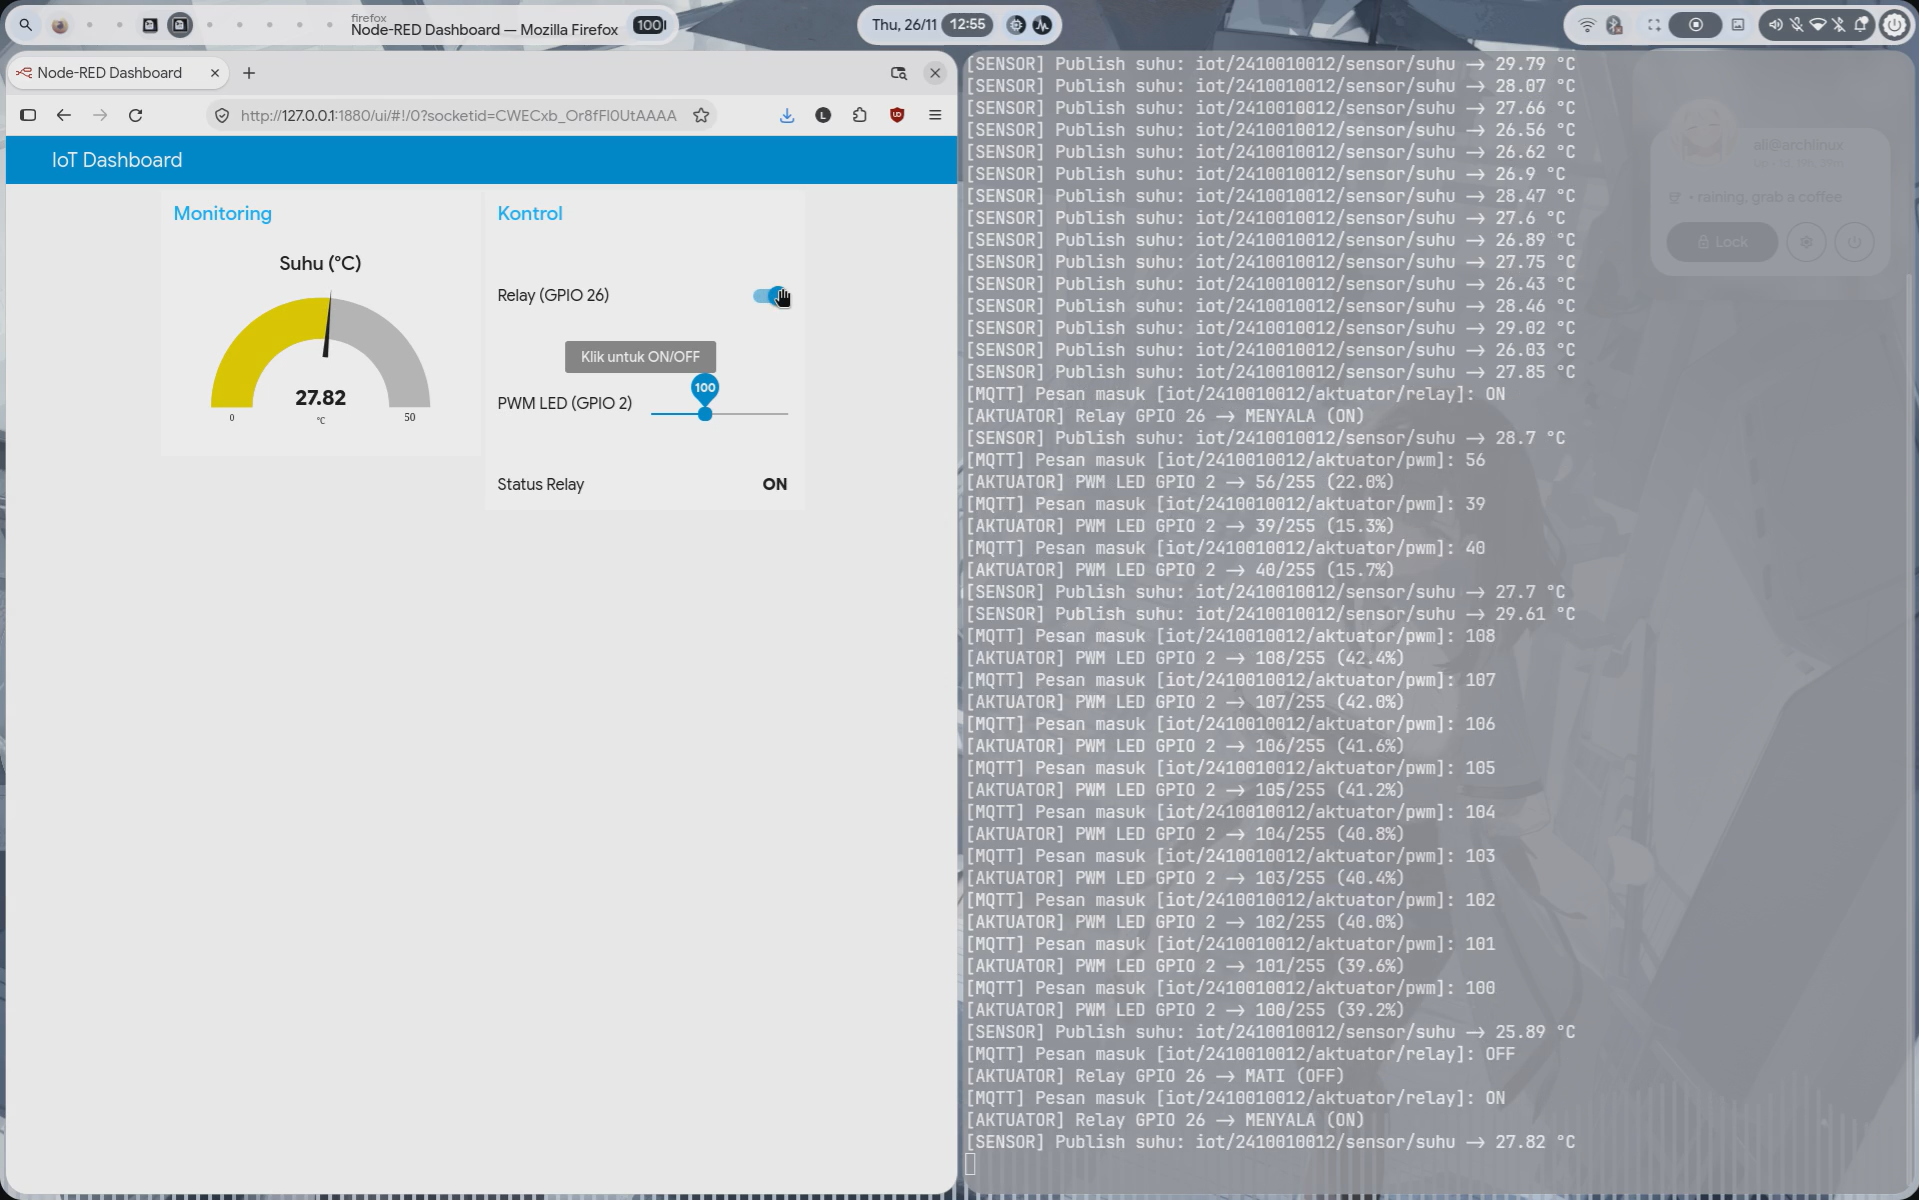 firefox
Node-RED Dashboard — Mozilla Firefox
100
Thu, 26/11
12:55
Node-RED Dashboard
http://127.0.0.1:1880/ui/#!/0?socketid=CWECxb_Or8fFl0UtAAAA
L
IoT Dashboard
Monitoring
Suhu (°C)
27.82
0
°C
50
Kontrol
Relay (GPIO 26)
Klik untuk ON/OFF
100
PWM LED (GPIO 2)
Status Relay
ON
[SENSOR] Publish suhu: iot/2410010012/sensor/suhu → 29.79 °C
[SENSOR] Publish suhu: iot/2410010012/sensor/suhu → 28.07 °C
[SENSOR] Publish suhu: iot/2410010012/sensor/suhu → 27.66 °C
[SENSOR] Publish suhu: iot/2410010012/sensor/suhu → 26.56 °C
[SENSOR] Publish suhu: iot/2410010012/sensor/suhu → 26.62 °C
[SENSOR] Publish suhu: iot/2410010012/sensor/suhu → 26.9 °C
[SENSOR] Publish suhu: iot/2410010012/sensor/suhu → 28.47 °C
[SENSOR] Publish suhu: iot/2410010012/sensor/suhu → 27.6 °C
[SENSOR] Publish suhu: iot/2410010012/sensor/suhu → 26.89 °C
[SENSOR] Publish suhu: iot/2410010012/sensor/suhu → 27.75 °C
[SENSOR] Publish suhu: iot/2410010012/sensor/suhu → 26.43 °C
[SENSOR] Publish suhu: iot/2410010012/sensor/suhu → 28.46 °C
[SENSOR] Publish suhu: iot/2410010012/sensor/suhu → 29.02 °C
[SENSOR] Publish suhu: iot/2410010012/sensor/suhu → 26.03 °C
[SENSOR] Publish suhu: iot/2410010012/sensor/suhu → 27.85 °C
[MQTT] Pesan masuk [iot/2410010012/aktuator/relay]: ON
[AKTUATOR] Relay GPIO 26 → MENYALA (ON)
[SENSOR] Publish suhu: iot/2410010012/sensor/suhu → 28.7 °C
[MQTT] Pesan masuk [iot/2410010012/aktuator/pwm]: 56
[AKTUATOR] PWM LED GPIO 2 → 56/255 (22.0%)
[MQTT] Pesan masuk [iot/2410010012/aktuator/pwm]: 39
[AKTUATOR] PWM LED GPIO 2 → 39/255 (15.3%)
[MQTT] Pesan masuk [iot/2410010012/aktuator/pwm]: 40
[AKTUATOR] PWM LED GPIO 2 → 40/255 (15.7%)
[SENSOR] Publish suhu: iot/2410010012/sensor/suhu → 27.7 °C
[SENSOR] Publish suhu: iot/2410010012/sensor/suhu → 29.61 °C
[MQTT] Pesan masuk [iot/2410010012/aktuator/pwm]: 108
[AKTUATOR] PWM LED GPIO 2 → 108/255 (42.4%)
[MQTT] Pesan masuk [iot/2410010012/aktuator/pwm]: 107
[AKTUATOR] PWM LED GPIO 2 → 107/255 (42.0%)
[MQTT] Pesan masuk [iot/2410010012/aktuator/pwm]: 106
[AKTUATOR] PWM LED GPIO 2 → 106/255 (41.6%)
[MQTT] Pesan masuk [iot/2410010012/aktuator/pwm]: 105
[AKTUATOR] PWM LED GPIO 2 → 105/255 (41.2%)
[MQTT] Pesan masuk [iot/2410010012/aktuator/pwm]: 104
[AKTUATOR] PWM LED GPIO 2 → 104/255 (40.8%)
[MQTT] Pesan masuk [iot/2410010012/aktuator/pwm]: 103
[AKTUATOR] PWM LED GPIO 2 → 103/255 (40.4%)
[MQTT] Pesan masuk [iot/2410010012/aktuator/pwm]: 102
[AKTUATOR] PWM LED GPIO 2 → 102/255 (40.0%)
[MQTT] Pesan masuk [iot/2410010012/aktuator/pwm]: 101
[AKTUATOR] PWM LED GPIO 2 → 101/255 (39.6%)
[MQTT] Pesan masuk [iot/2410010012/aktuator/pwm]: 100
[AKTUATOR] PWM LED GPIO 2 → 100/255 (39.2%)
[SENSOR] Publish suhu: iot/2410010012/sensor/suhu → 25.89 °C
[MQTT] Pesan masuk [iot/2410010012/aktuator/relay]: OFF
[AKTUATOR] Relay GPIO 26 → MATI (OFF)
[MQTT] Pesan masuk [iot/2410010012/aktuator/relay]: ON
[AKTUATOR] Relay GPIO 26 → MENYALA (ON)
[SENSOR] Publish suhu: iot/2410010012/sensor/suhu → 27.82 °C
raining, grab a coffee
Lock